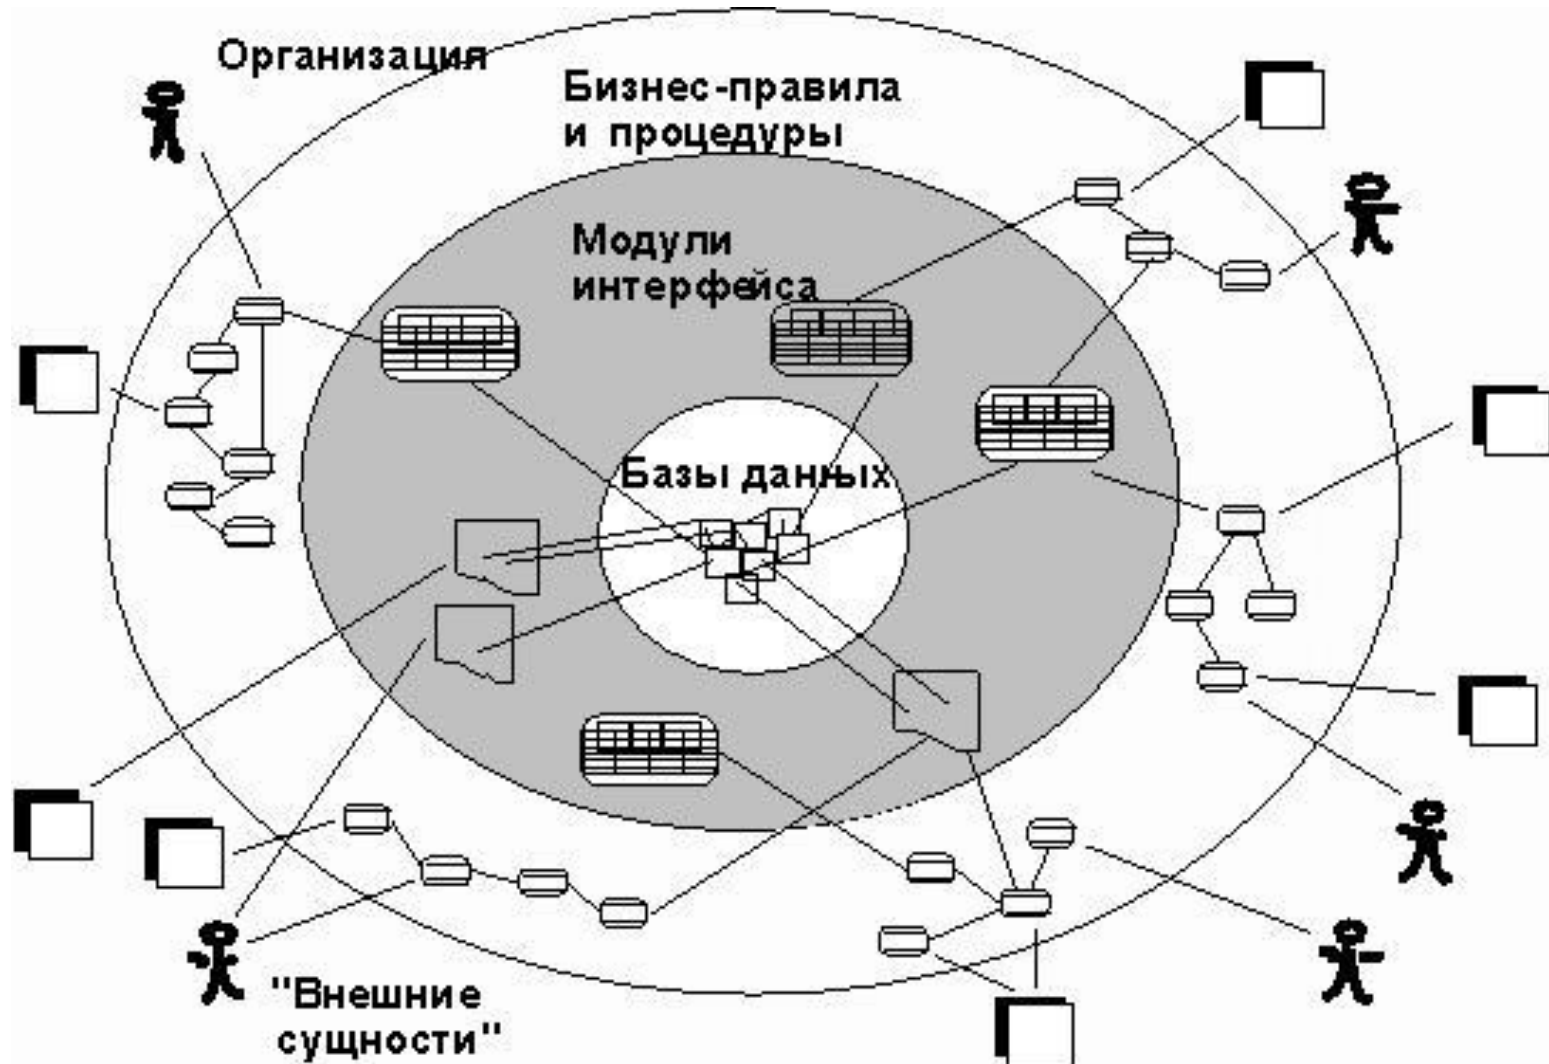 Организация
Бизнес-правила
и процедуры
Модули
интерфейса
Базы данных
"Внешние
сущности"